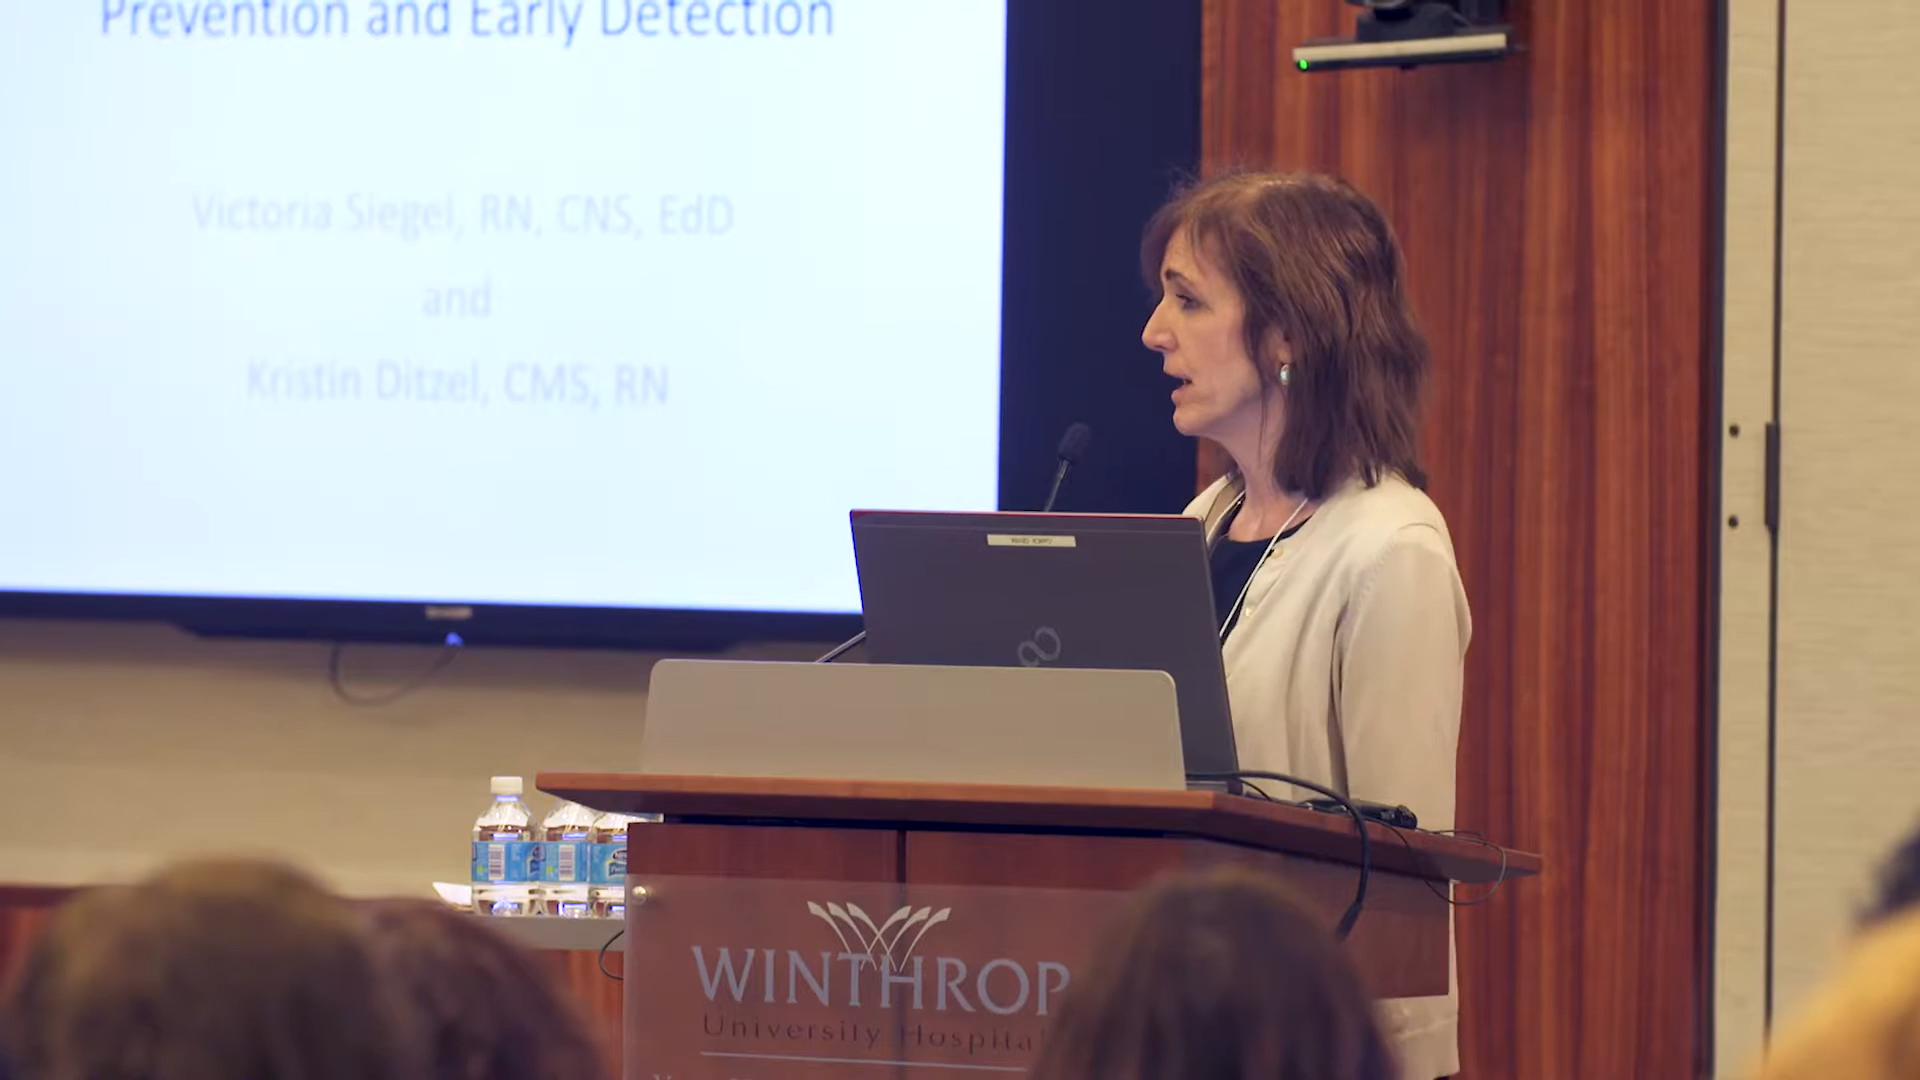 Prevention and Early Detection
Victoria Siegel, RN, CNS, EdD
and
Kristin Ditzel, CMS, RN
WINTHROP
University Hospital